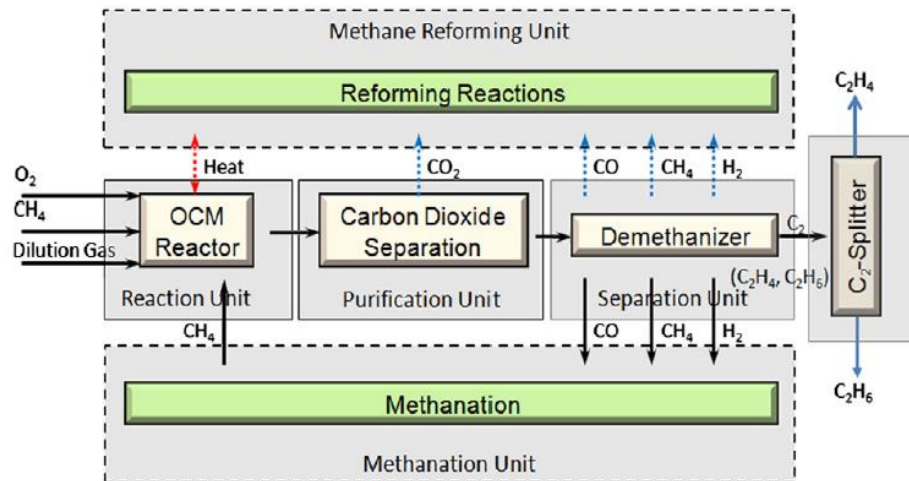 Methane Reforming Unit
Reforming Reactions
C₂H₄
Heat
CO₂
CO
CH₄
H₂
O₂
CH₄
Dilution Gas
OCM
Reactor
Carbon Dioxide
Separation
Demethanizer
C₂
(C₂H₄, C₂H₆)
C₂-Splitter
Reaction Unit
Purification Unit
Separation Unit
CH₄
CO
CH₄
H₂
C₂H₆
Methanation
Methanation Unit